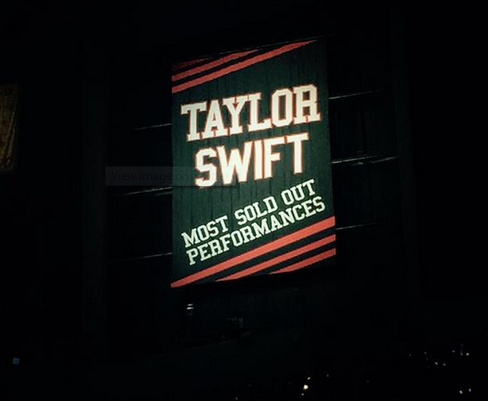 TAYLOR
SWIFT
MOST SOLD OUT
PERFORMANCES